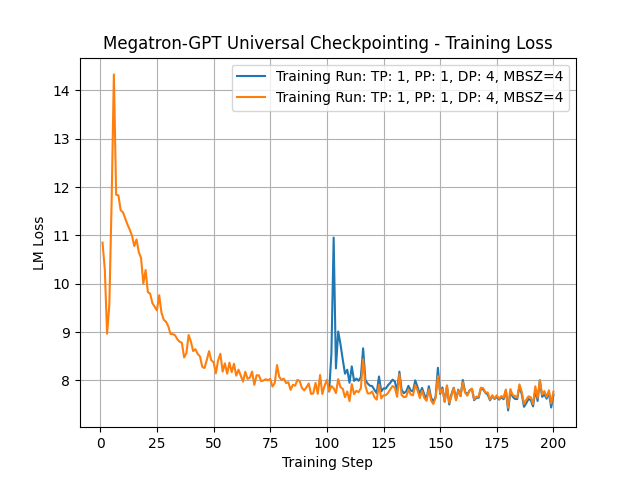 Megatron-GPT Universal Checkpointing - Training Loss
Training Run: TP: 1, PP: 1, DP: 4, MBSZ=4
Training Run: TP: 1, PP: 1, DP: 4, MBSZ=4
LM Loss
14
13
12
11
10
9
8
0 25 50 75 100 125 150 175 200
Training Step